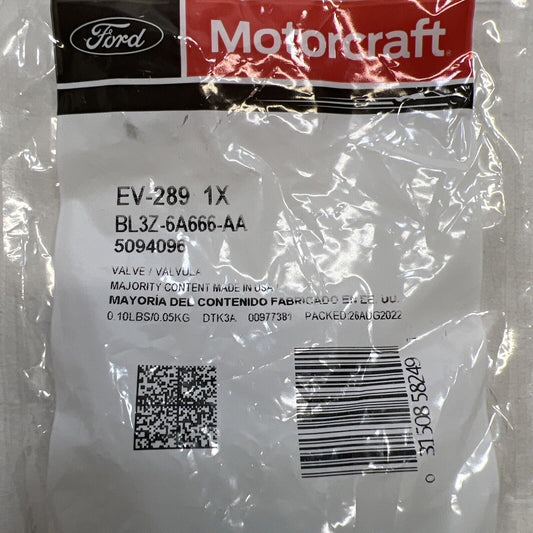 Ford
Motorcraft
EV-289 1X
BL3Z-6A666-AA
5094096
VALVE / VALVULA
MAJORITY CONTENT MADE IN USA
MAYORÍA DEL CONTENIDO FABRICADO EN EE. UU.
0.10LBS/0.05KG DTK3A 00977381 PACKED:26AUG2022
0 31508 58249